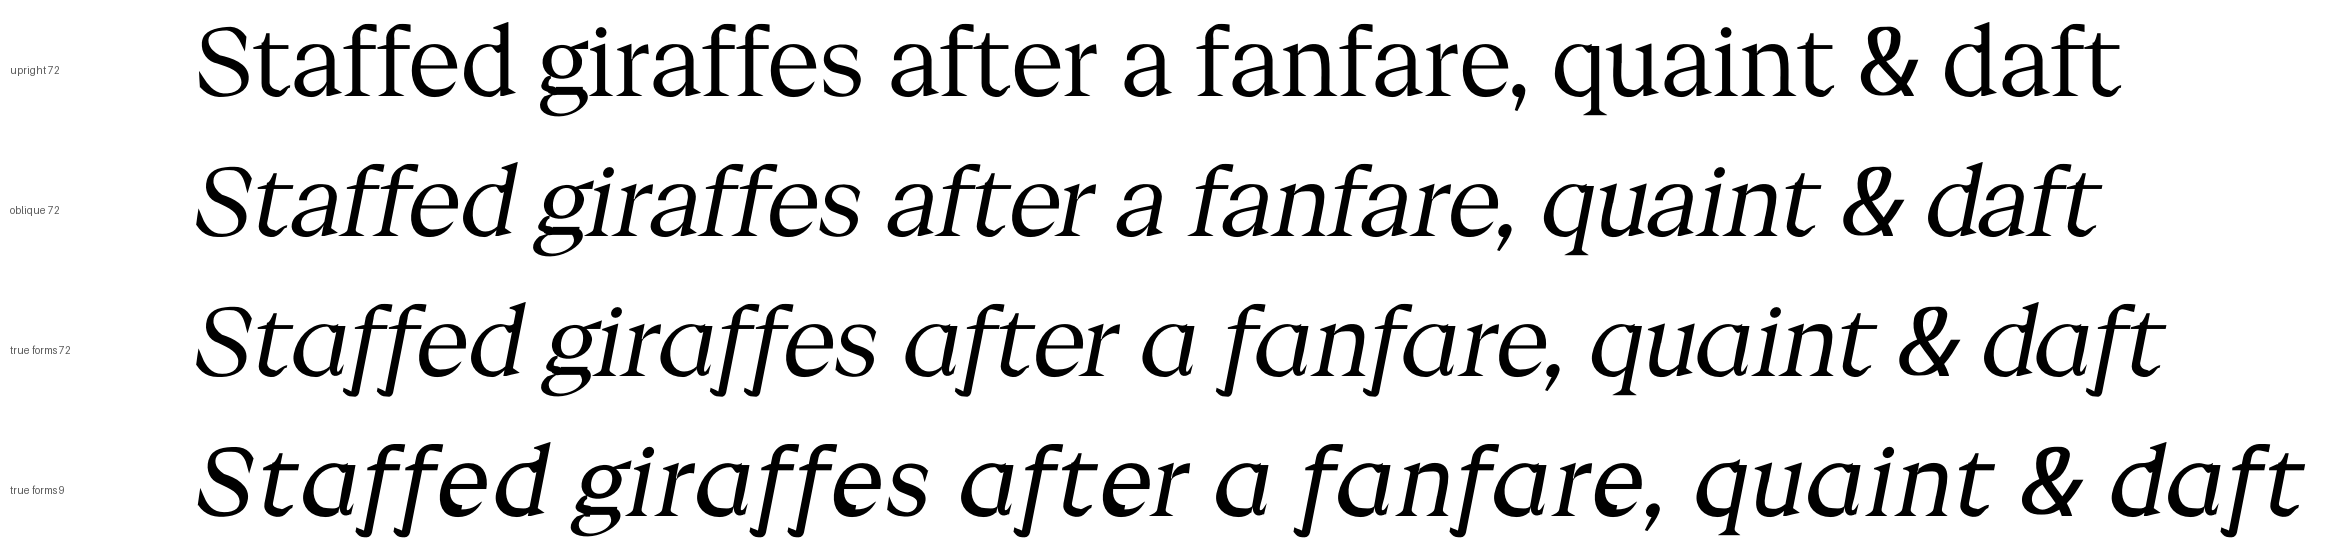 upright 72 Staffed giraffes after a fanfare, quaint & daft
oblique 72 Staffed giraffes after a fanfare, quaint & daft
true forms 72 Staffed giraffes after a fanfare, quaint & daft
true forms 9 Staffed giraffes after a fanfare, quaint & daft